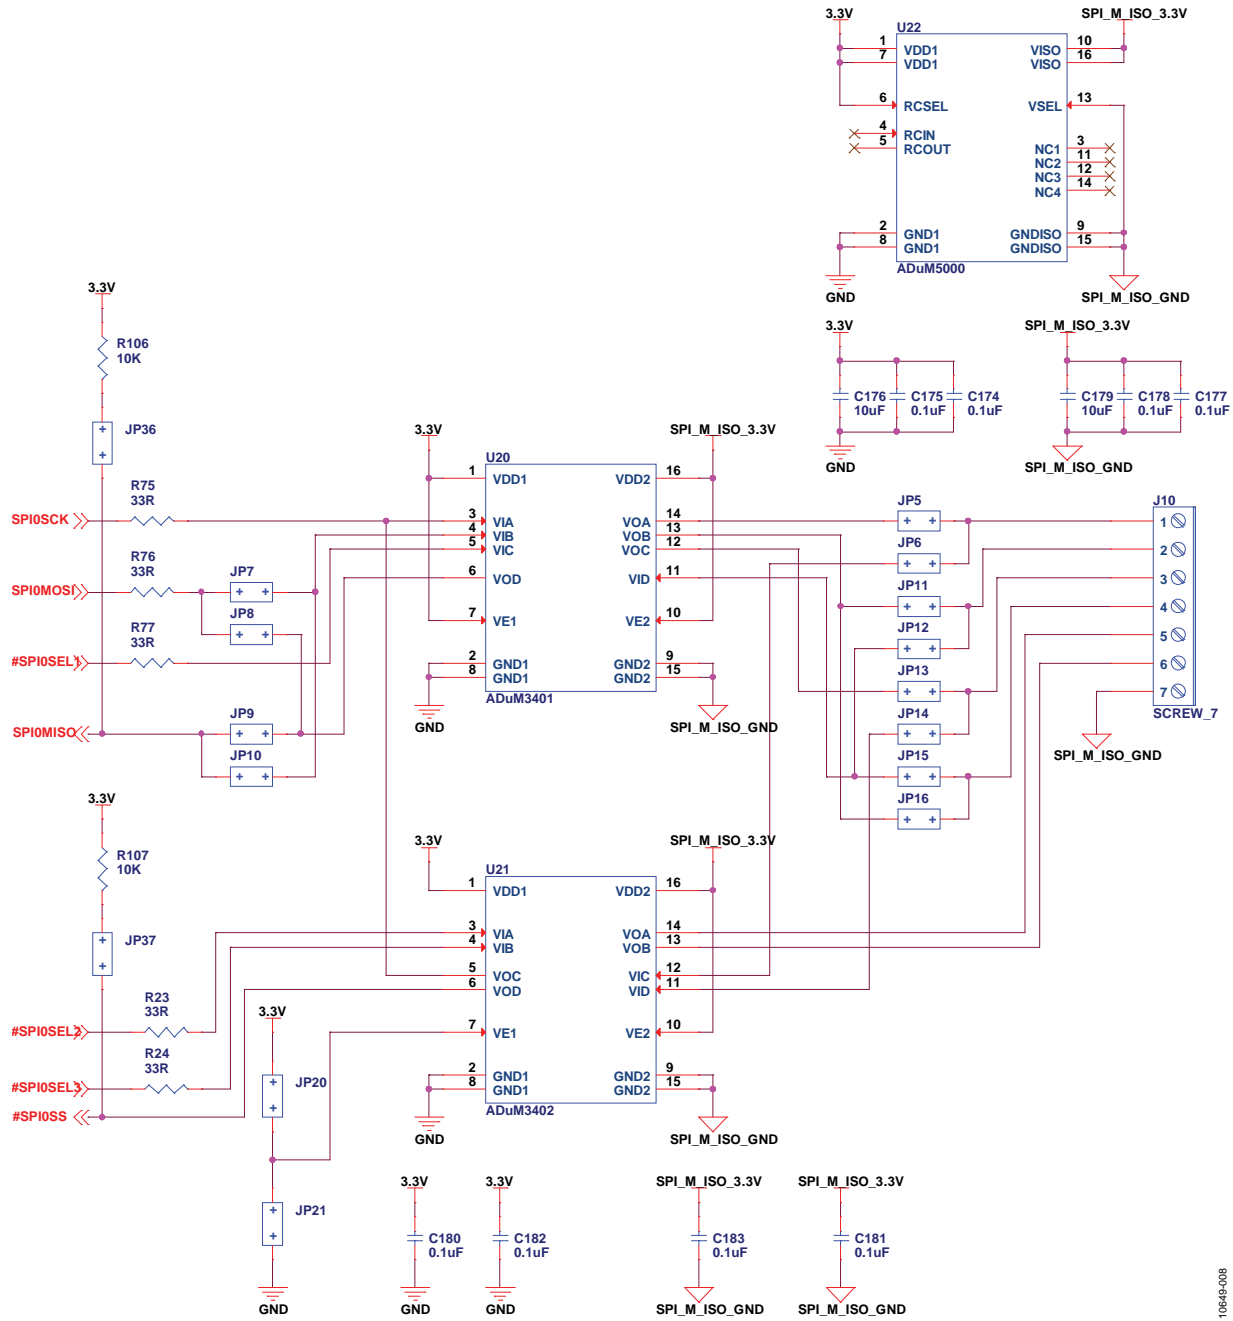 3.3V
SPI_M_ISO_3.3V
U22
1 VDD1 VISO 10
7 VDD1 VISO 16
6 RCSEL VSEL 13
4 RCIN
5 RCOUT NC1 3
NC2 11
NC3 12
NC4 14
2 GND1 GNDISO 9
8 GND1 GNDISO 15
ADuM5000
GND
SPI_M_ISO_GND
3.3V
SPI_M_ISO_3.3V
C176
10uF
C175
0.1uF
C174
0.1uF
C179
10uF
C178
0.1uF
C177
0.1uF
GND
SPI_M_ISO_GND
3.3V
R106
10K
JP36
SPI0SCK
R75
33R
SPI0MOSI
R76
33R
JP7
JP8
#SPI0SEL1
R77
33R
SPI0MISO
JP9
JP10
3.3V
SPI_M_ISO_3.3V
U20
1 VDD1 VDD2 16
3 VIA VOA 14
4 VIB VOB 13
5 VIC VOC 12
6 VOD VID 11
7 VE1 VE2 10
2 GND1 GND2 9
8 GND1 GND2 15
ADuM3401
GND
SPI_M_ISO_GND
JP5
JP6
JP11
JP12
JP13
JP14
JP15
JP16
J10
1
2
3
4
5
6
7
SCREW_7
SPI_M_ISO_GND
3.3V
R107
10K
JP37
#SPI0SEL2
R23
33R
#SPI0SEL3
R24
33R
#SPI0SS
3.3V
JP20
JP21
GND
3.3V
SPI_M_ISO_3.3V
U21
1 VDD1 VDD2 16
3 VIA VOA 14
4 VIB VOB 13
5 VOC VIC 12
6 VOD VID 11
7 VE1 VE2 10
2 GND1 GND2 9
8 GND1 GND2 15
ADuM3402
GND
SPI_M_ISO_GND
3.3V
C180
0.1uF
GND
3.3V
C182
0.1uF
GND
SPI_M_ISO_3.3V
C183
0.1uF
SPI_M_ISO_GND
SPI_M_ISO_3.3V
C181
0.1uF
SPI_M_ISO_GND
10649-008